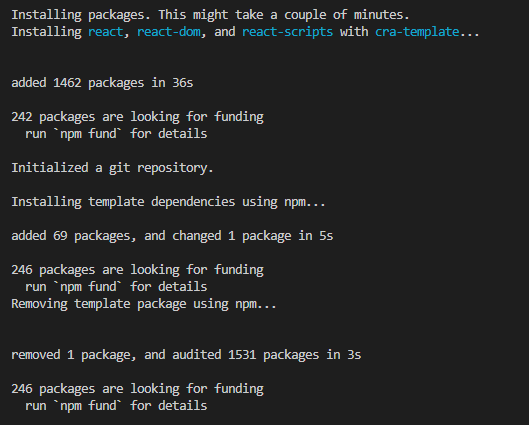 Installing packages. This might take a couple of minutes.
Installing react, react-dom, and react-scripts with cra-template...
added 1462 packages in 36s
242 packages are looking for funding
run `npm fund` for details
Initialized a git repository.
Installing template dependencies using npm...
added 69 packages, and changed 1 package in 5s
246 packages are looking for funding
run `npm fund` for details
Removing template package using npm...
removed 1 package, and audited 1531 packages in 3s
246 packages are looking for funding
run `npm fund` for details